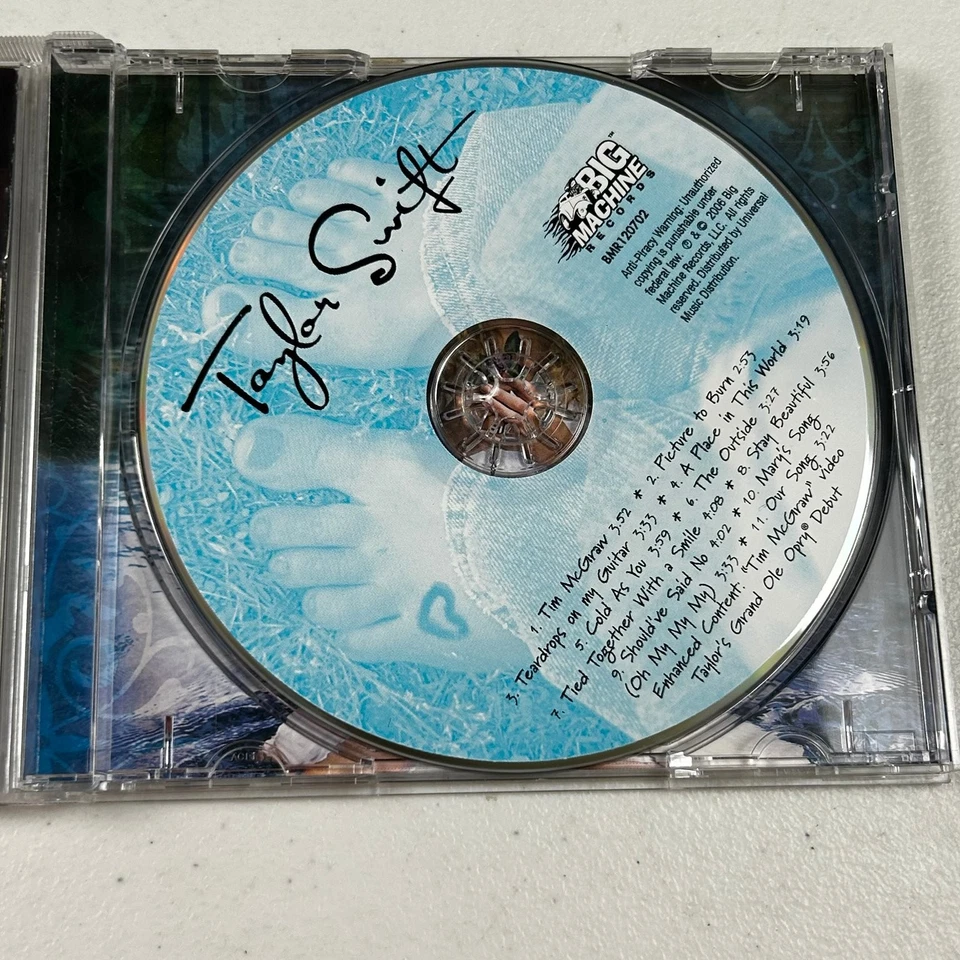 Taylor Swift
BIG
MACHINE™
RECORDS
BMR120702
Anti-Piracy Warning: Unauthorized
copying is punishable under
federal law. ℗ & © 2006 Big
Machine Records, LLC. All rights
reserved. Distributed by Universal
Music Distribution.
1. Tim McGraw 3:52 * 2. Picture to Burn 2:53
3. Teardrops on my Guitar 3:33 * 4. A Place in This World 3:19
5. Cold As You 3:59 * 6. The Outside 3:27
7. Tied Together With a Smile 4:08 * 8. Stay Beautiful 3:56
9. Should've Said No 4:02 * 10. Mary's Song
(Oh My My My) 3:33 * 11. Our Song 3:22
Enhanced Content: "Tim McGraw" video
Taylor's Grand Ole Opry® Debut